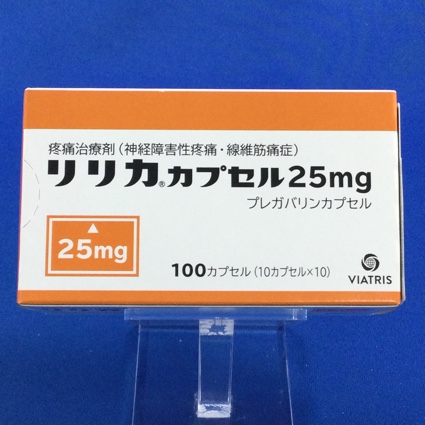 疼痛治療剤(神経障害性疼痛・線維筋痛症)
リリカ®カプセル25mg
プレガバリンカプセル
25mg
100カプセル(10カプセル×10)
VIATRIS